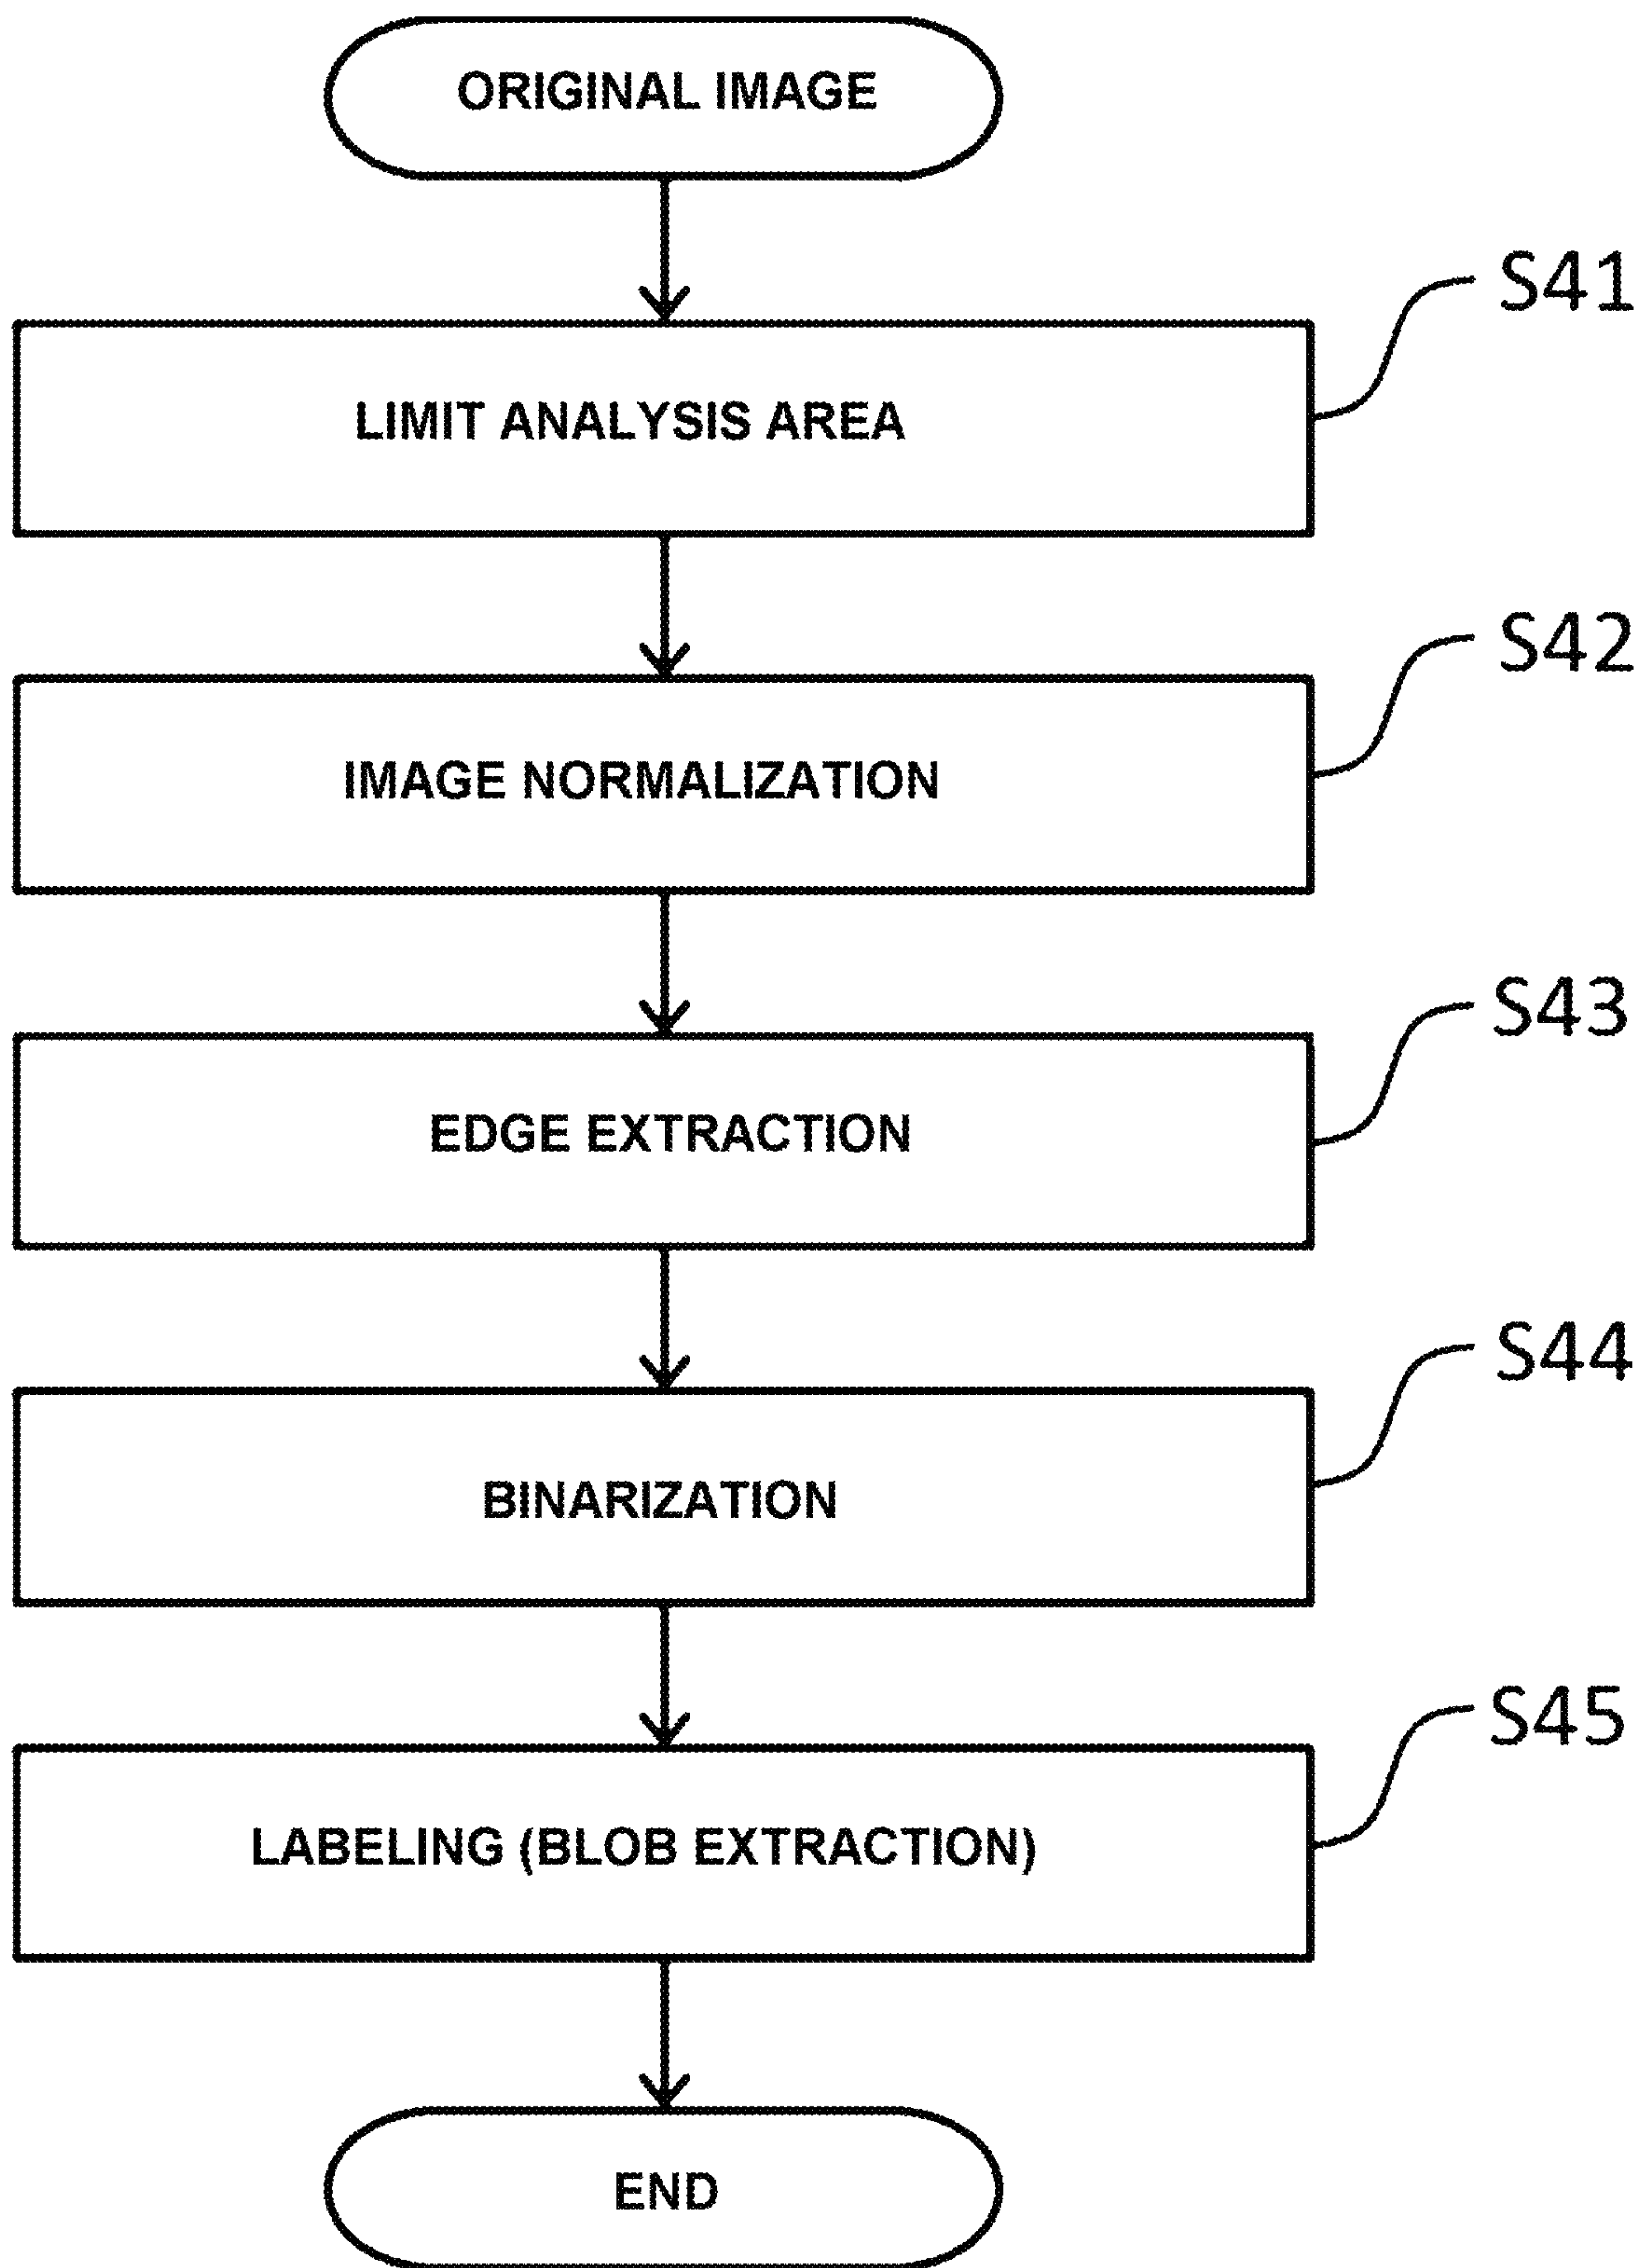 ORIGINAL IMAGE
S41
LIMIT ANALYSIS AREA
S42
IMAGE NORMALIZATION
S43
EDGE EXTRACTION
S44
BINARIZATION
S45
LABELING (BLOB EXTRACTION)
END